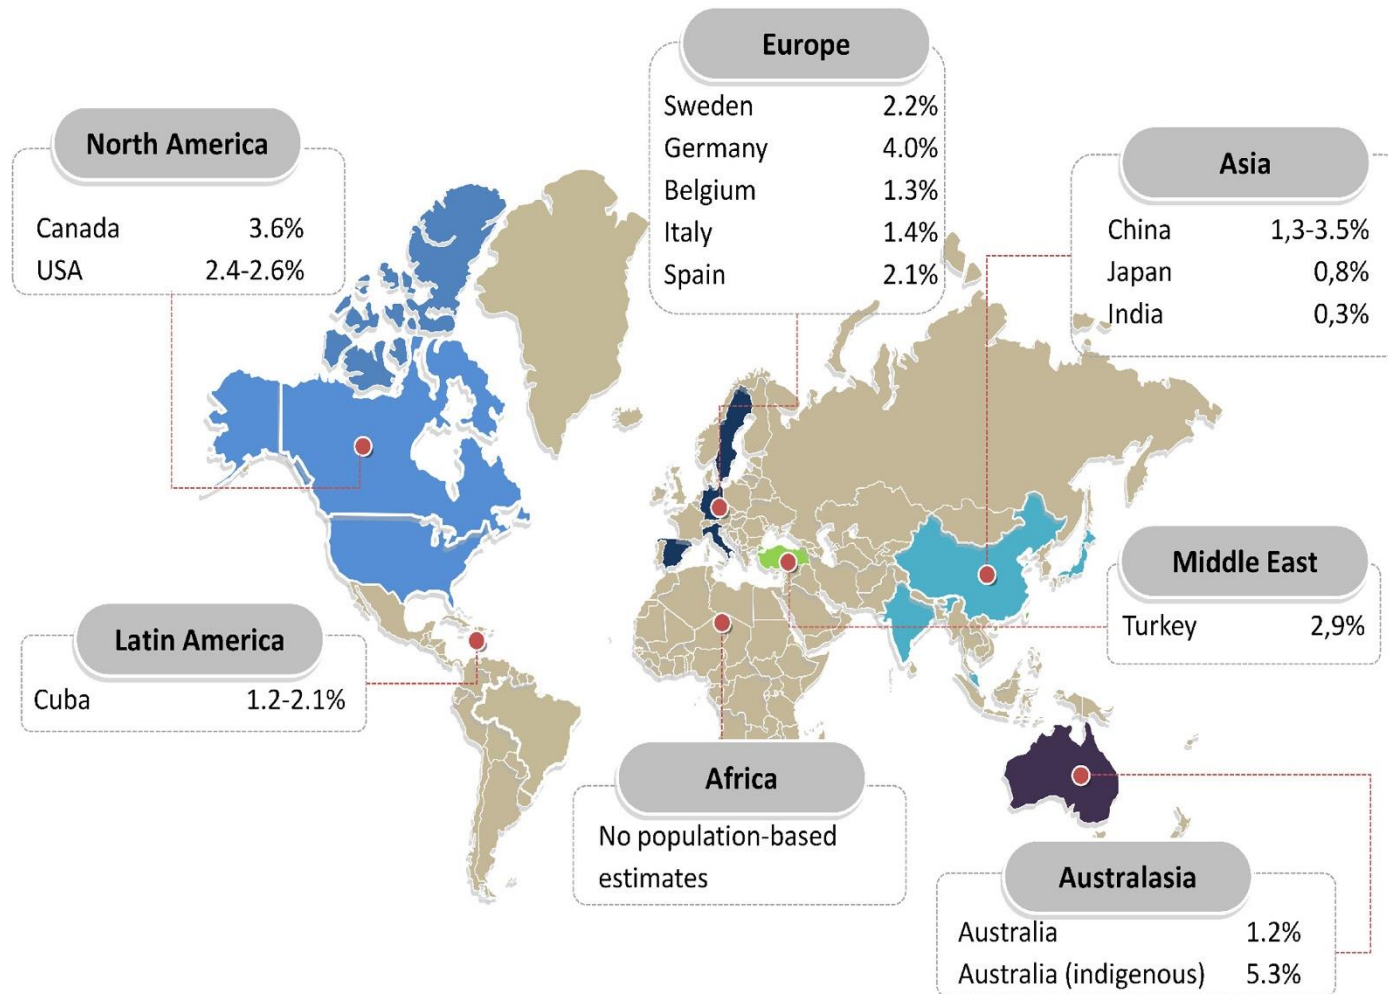 Europe
Sweden 2.2%
Germany 4.0%
Belgium 1.3%
Italy 1.4%
Spain 2.1%
North America
Canada 3.6%
USA 2.4-2.6%
Asia
China 1,3-3.5%
Japan 0,8%
India 0,3%
Middle East
Turkey 2,9%
Latin America
Cuba 1.2-2.1%
Africa
No population-based
estimates
Australasia
Australia 1.2%
Australia (indigenous) 5.3%